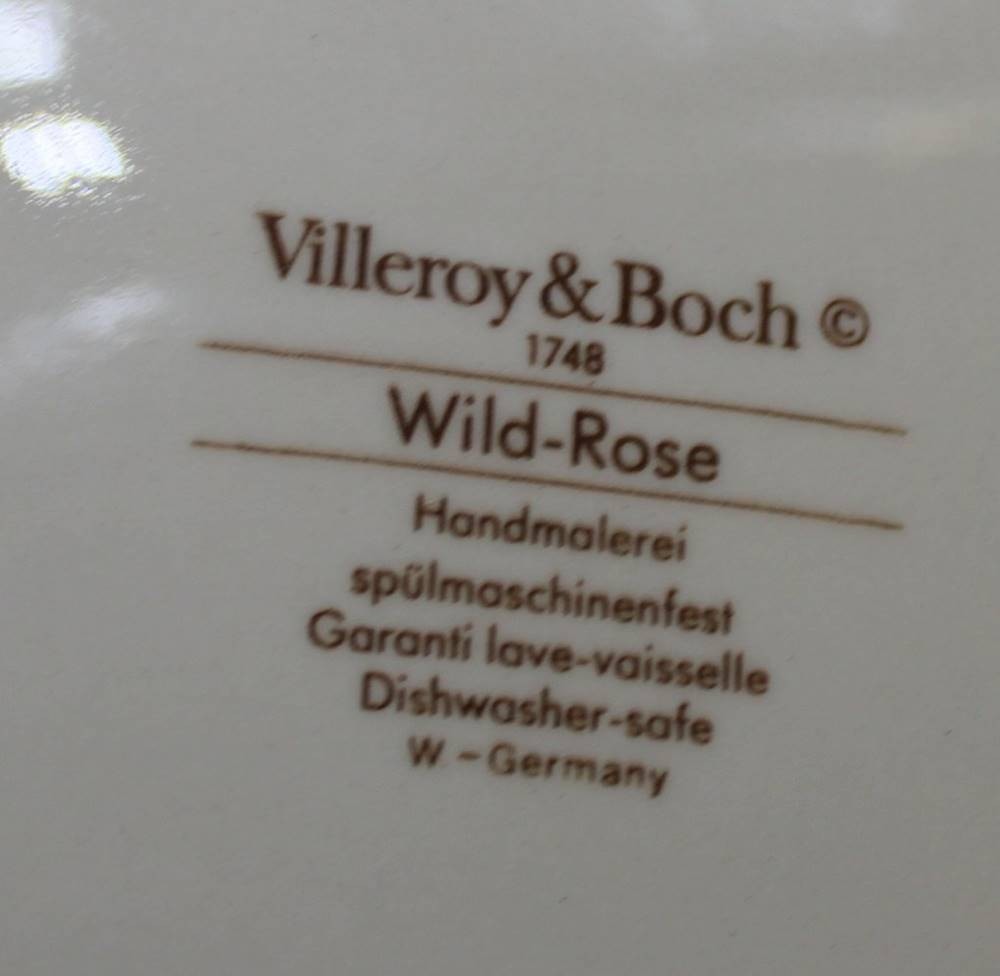 Villeroy & Boch ©
1748
Wild-Rose
Handmalerei
spülmaschinenfest
Garanti lave-vaisselle
Dishwasher-safe
W - Germany